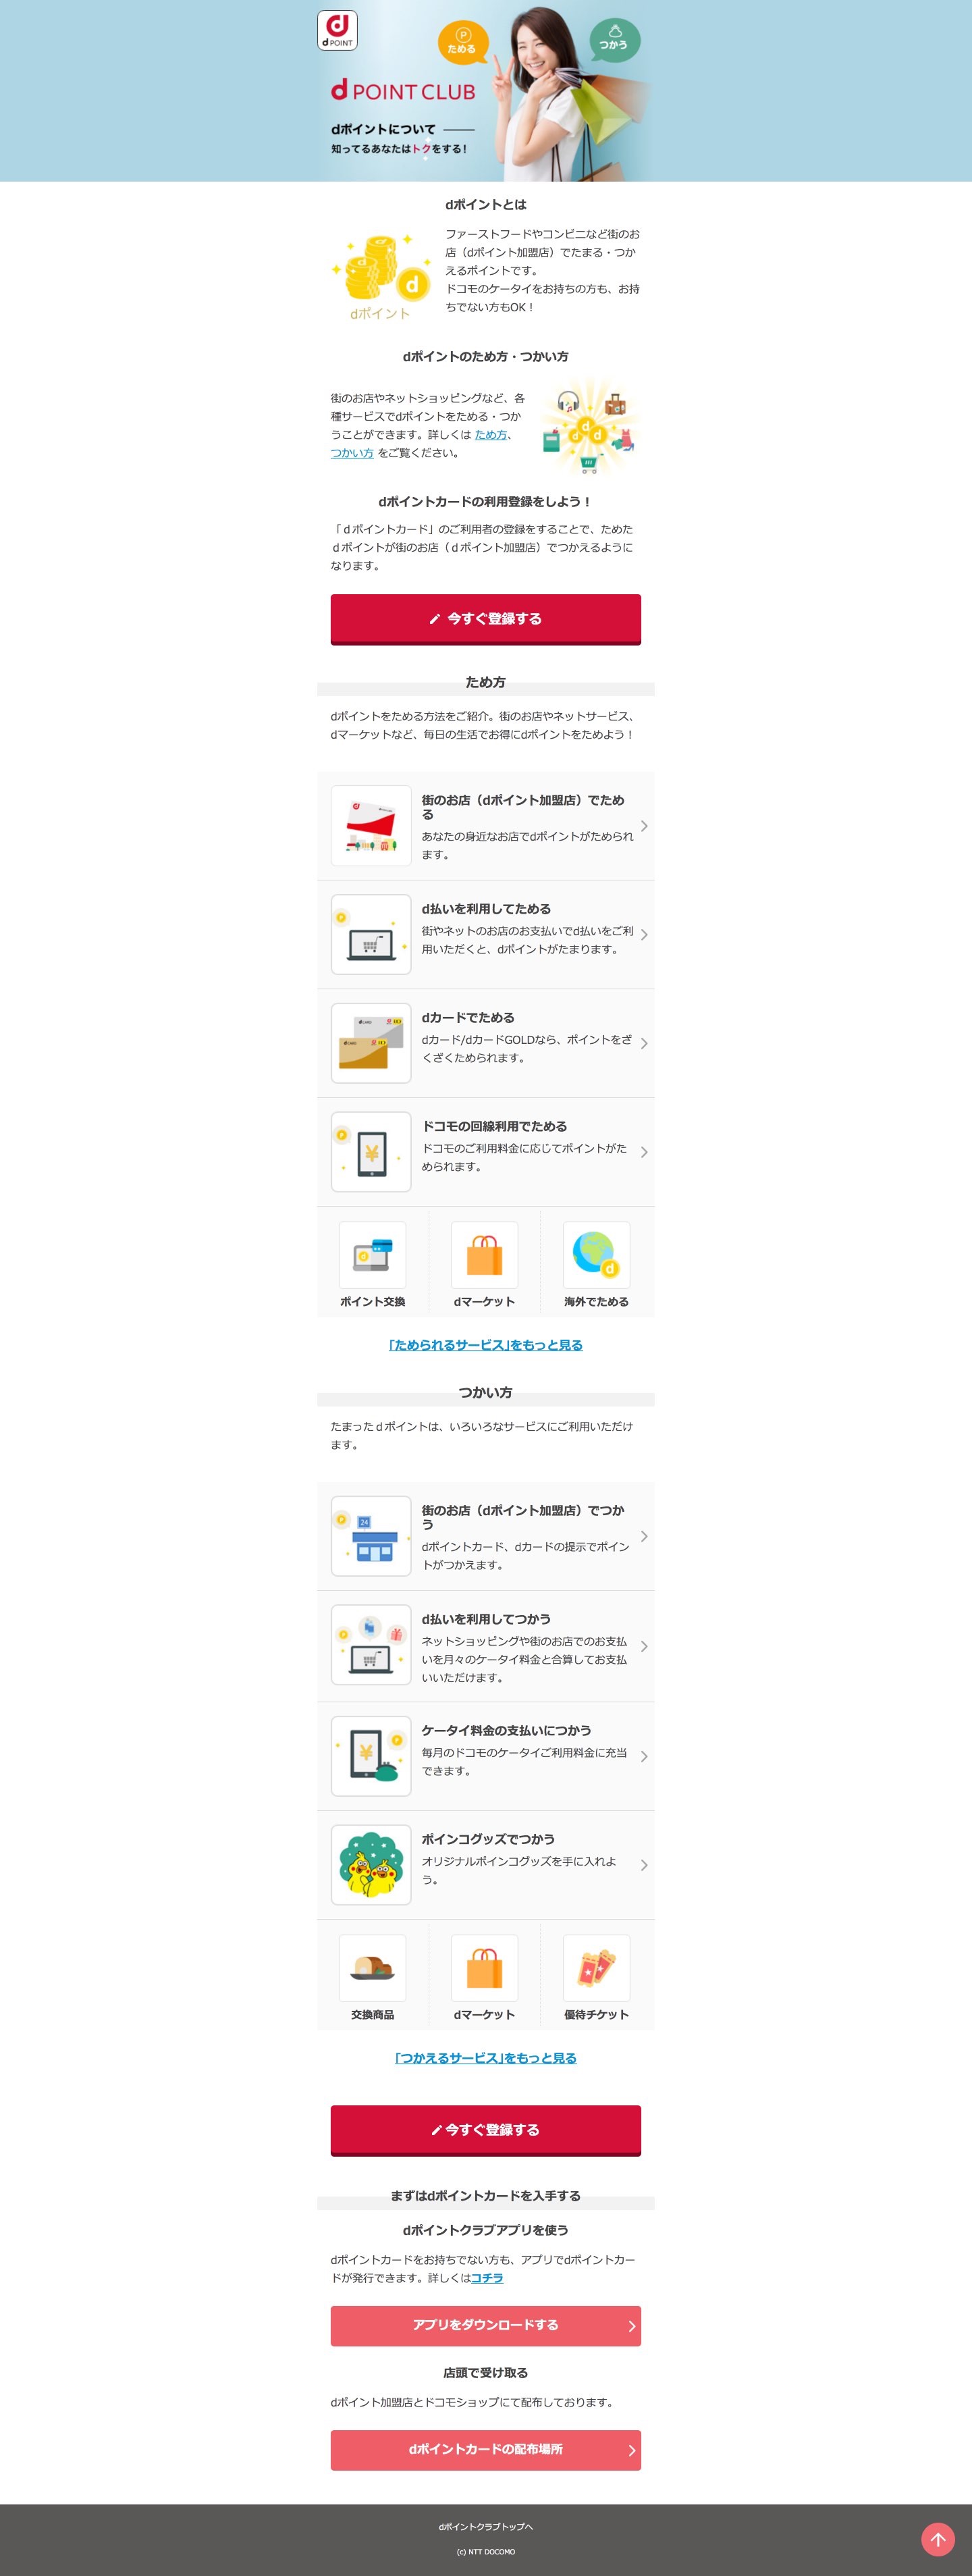 d
d POINT
P
ためる
つかう
d POINT CLUB
dポイントについて
知ってるあなたはトクをする!
dポイントとは
ファーストフードやコンビニなど街のお
店（dポイント加盟店）でたまる・つか
えるポイントです。
ドコモのケータイをお持ちの方も、お持
ちでない方もOK！
d
dポイント
dポイントのため方・つかい方
街のお店やネットショッピングなど、各
種サービスでdポイントをためる・つか
うことができます。詳しくは ため方、
つかい方 をご覧ください。
d
d
d
dポイントカードの利用登録をしよう！
「ｄポイントカード」のご利用者の登録をすることで、ためた
ｄポイントが街のお店（ｄポイント加盟店）でつかえるように
なります。
今すぐ登録する
ため方
dポイントをためる方法をご紹介。街のお店やネットサービス、
dマーケットなど、毎日の生活でお得にdポイントをためよう！
街のお店（dポイント加盟店）でため
る
あなたの身近なお店でdポイントがためられ
ます。
P
d払いを利用してためる
街やネットのお店のお支払いでd払いをご利
用いただくと、dポイントがたまります。
d CARD
iD
d CARD
iD
dカードでためる
dカード/dカードGOLDなら、ポイントをざ
くざくためられます。
P
¥
ドコモの回線利用でためる
ドコモのご利用料金に応じてポイントがた
められます。
d
ポイント交換
dマーケット
d
海外でためる
「ためられるサービス」をもっと見る
つかい方
たまったｄポイントは、いろいろなサービスにご利用いただけ
ます。
P
24
街のお店（dポイント加盟店）でつか
う
dポイントカード、dカードの提示でポイン
トがつかえます。
P
d払いを利用してつかう
ネットショッピングや街のお店でのお支払
いを月々のケータイ料金と合算してお支払
いいただけます。
P
¥
ケータイ料金の支払いにつかう
毎月のドコモのケータイご利用料金に充当
できます。
ポインコグッズでつかう
オリジナルポインコグッズを手に入れよ
う。
交換商品
dマーケット
優待チケット
「つかえるサービス」をもっと見る
今すぐ登録する
まずはdポイントカードを入手する
dポイントクラブアプリを使う
dポイントカードをお持ちでない方も、アプリでdポイントカー
ドが発行できます。詳しくはコチラ
アプリをダウンロードする
店頭で受け取る
dポイント加盟店とドコモショップにて配布しております。
dポイントカードの配布場所
dポイントクラブトップへ
(c) NTT DOCOMO